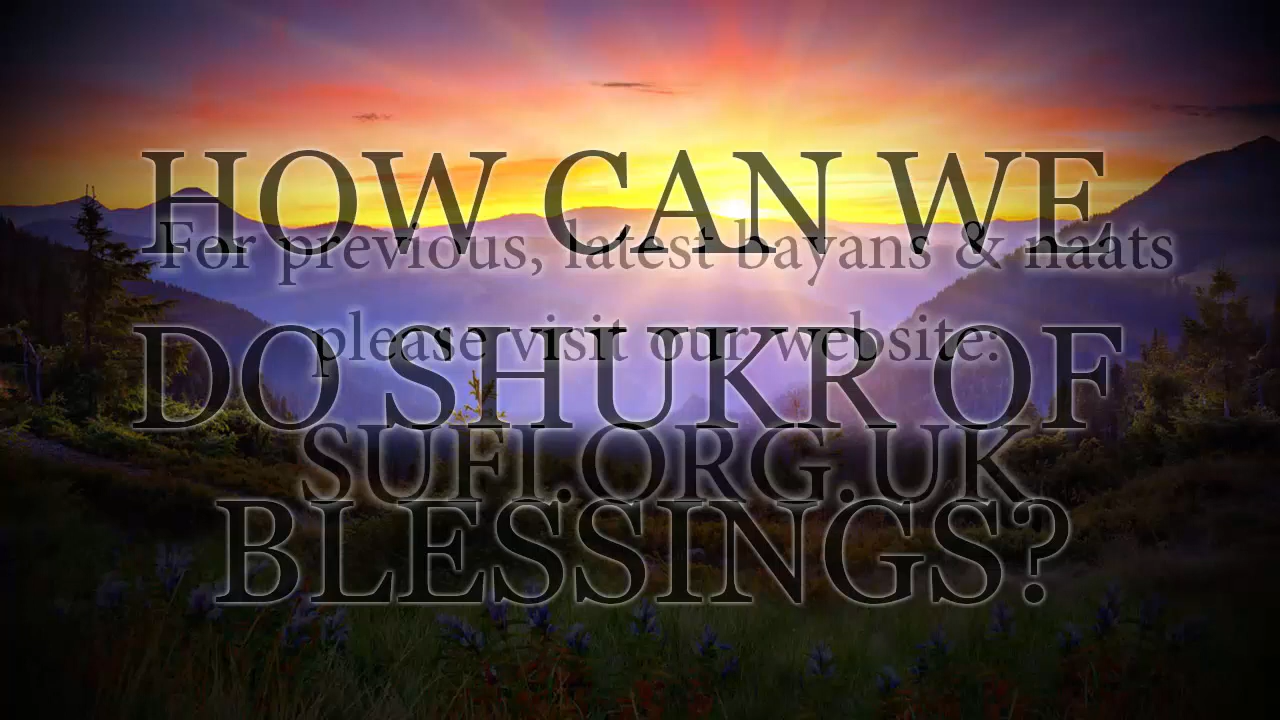 HOW CAN WE
For previous, latest bayans & naats
DO SHUKR OF
please visit our website:
SUFI.ORG.UK
BLESSINGS?